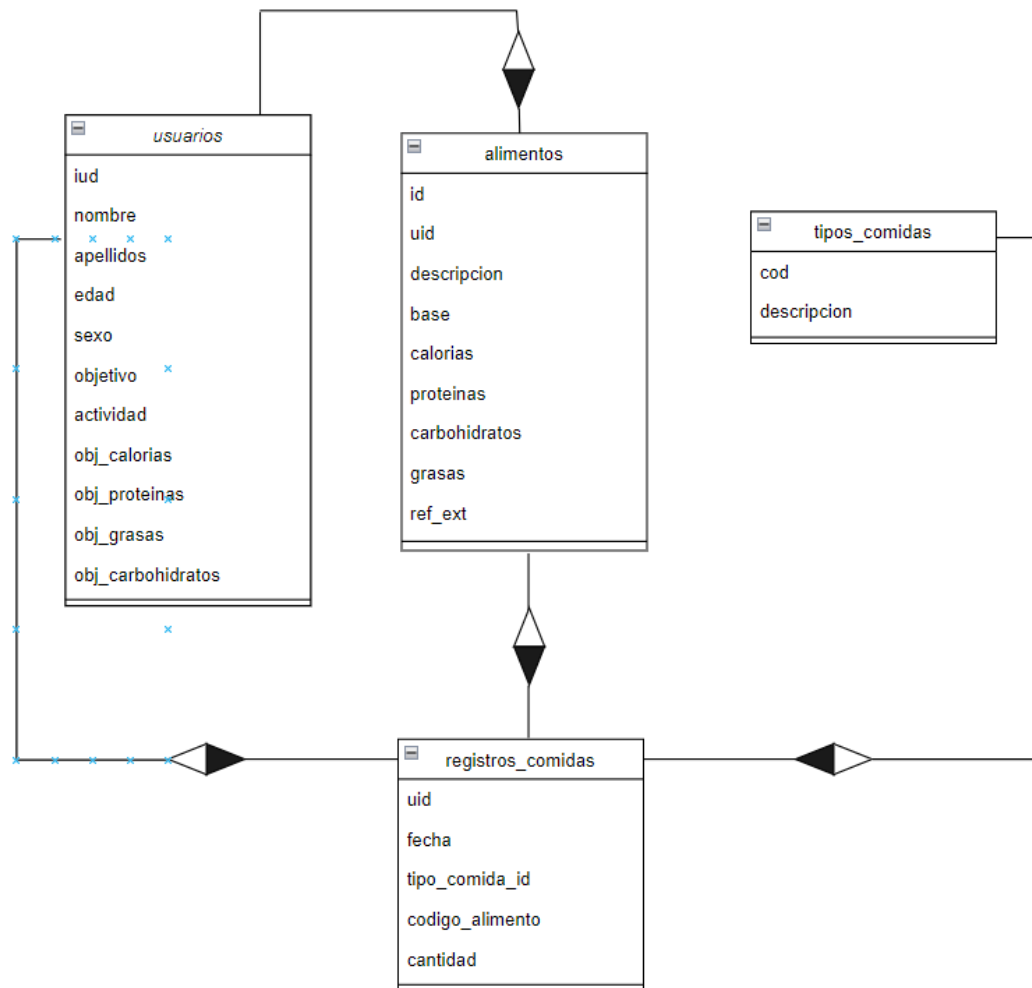 usuarios
iud
nombre
apellidos
edad
sexo
objetivo
actividad
obj_calorias
obj_proteinas
obj_grasas
obj_carbohidratos
alimentos
id
uid
descripcion
base
calorias
proteinas
carbohidratos
grasas
ref_ext
tipos_comidas
cod
descripcion
registros_comidas
uid
fecha
tipo_comida_id
codigo_alimento
cantidad